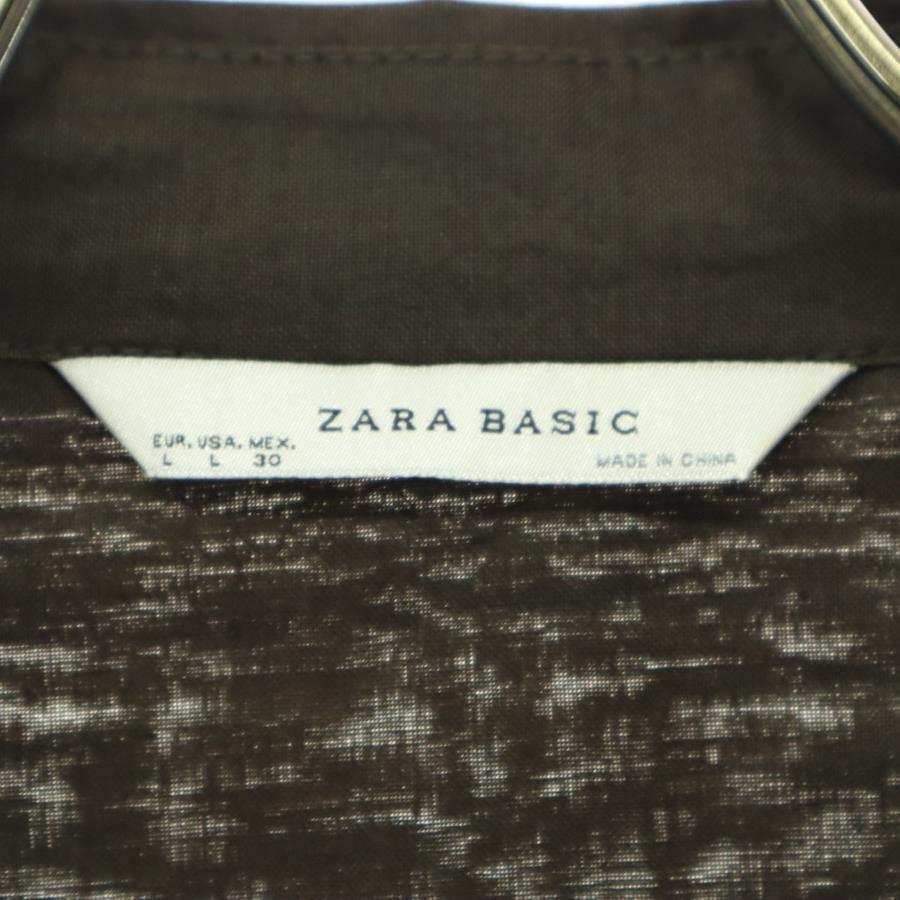 ZARA BASIC
EUR. USA. MEX.
L L 30
MADE IN CHINA